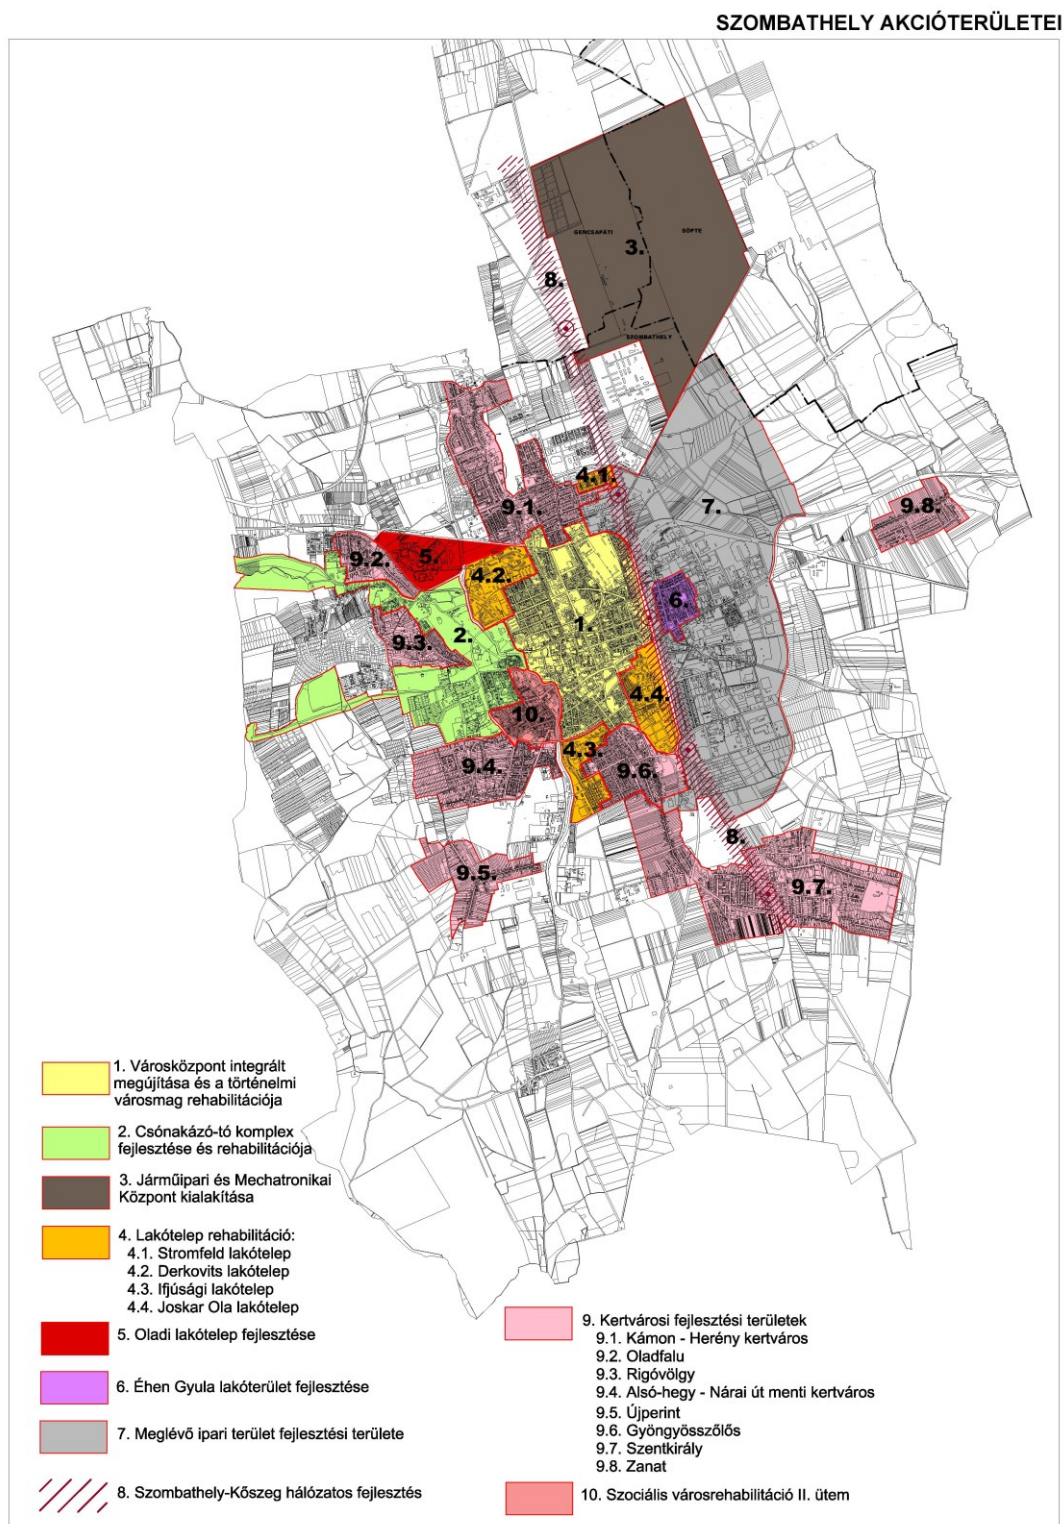 SZOMBATHELY AKCIÓTERÜLETEI
GENCSAPÁTI
SÖPTE
3.
8.
SZOMBATHELY
4.1.
9.1.
7.
9.8.
9.2.
5.
4.2.
6.
1.
2.
9.3.
4.4.
10.
4.3.
9.4.
9.6.
8.
9.5.
9.7.
1. Városközpont integrált
megújítása és a történelmi
városmag rehabilitációja
2. Csónakázó-tó komplex
fejlesztése és rehabilitációja
3. Járműipari és Mechatronikai
Központ kialakítása
4. Lakótelep rehabilitáció:
4.1. Stromfeld lakótelep
4.2. Derkovits lakótelep
4.3. Ifjúsági lakótelep
4.4. Joskar Ola lakótelep
5. Oladi lakótelep fejlesztése
6. Éhen Gyula lakóterület fejlesztése
7. Meglévő ipari terület fejlesztési területe
8. Szombathely-Kőszeg hálózatos fejlesztés
9. Kertvárosi fejlesztési területek
9.1. Kámon - Herény kertváros
9.2. Oladfalu
9.3. Rigóvölgy
9.4. Alsó-hegy - Nárai út menti kertváros
9.5. Újperint
9.6. Gyöngyösszőlős
9.7. Szentkirály
9.8. Zanat
10. Szociális városrehabilitáció II. ütem